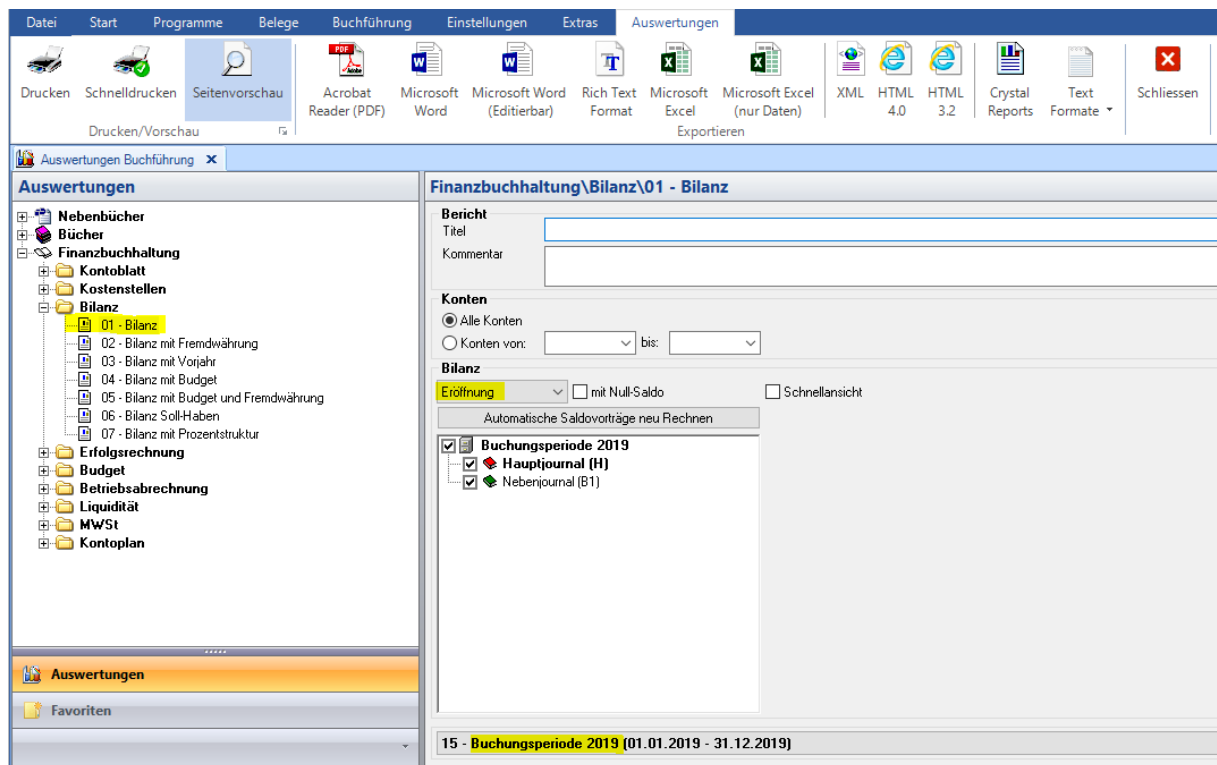 Datei Start Programme Belege Buchführung Einstellungen Extras Auswertungen
Drucken Schnelldrucken Seitenvorschau Acrobat Reader (PDF) Microsoft Word Microsoft Word (Editierbar) Rich Text Format Microsoft Excel Microsoft Excel (nur Daten) XML HTML 4.0 HTML 3.2 Crystal Reports Text Formate Schliessen
Drucken/Vorschau Exportieren
Auswertungen Buchführung
Auswertungen
Nebenbücher
Bücher
Finanzbuchhaltung
Kontoblatt
Kostenstellen
Bilanz
01 - Bilanz
02 - Bilanz mit Fremdwährung
03 - Bilanz mit Vorjahr
04 - Bilanz mit Budget
05 - Bilanz mit Budget und Fremdwährung
06 - Bilanz Soll-Haben
07 - Bilanz mit Prozentstruktur
Erfolgsrechnung
Budget
Betriebsabrechnung
Liquidität
MWSt
Kontoplan
Auswertungen
Favoriten
Finanzbuchhaltung\Bilanz\01 - Bilanz
Bericht
Titel
Kommentar
Konten
Alle Konten
Konten von: bis:
Bilanz
Eröffnung mit Null-Saldo Schnellansicht
Automatische Saldovorträge neu Rechnen
Buchungsperiode 2019
Hauptjournal (H)
Nebenjournal (B1)
15 - Buchungsperiode 2019 (01.01.2019 - 31.12.2019)